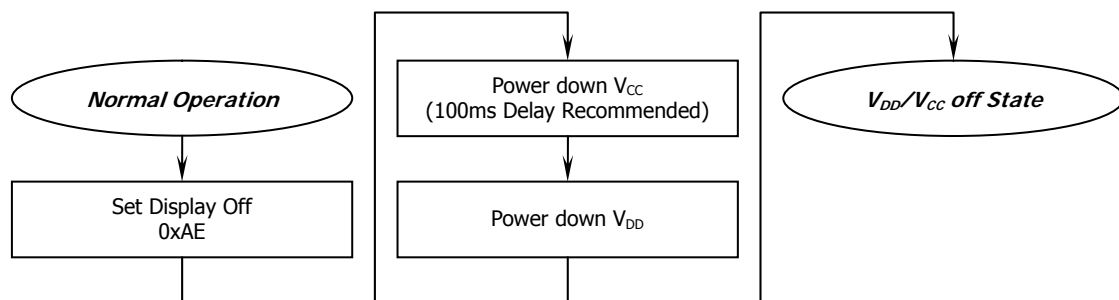 Normal Operation
Set Display Off
0xAE
Power down VCC
(100ms Delay Recommended)
Power down VDD
VDD/VCC off State